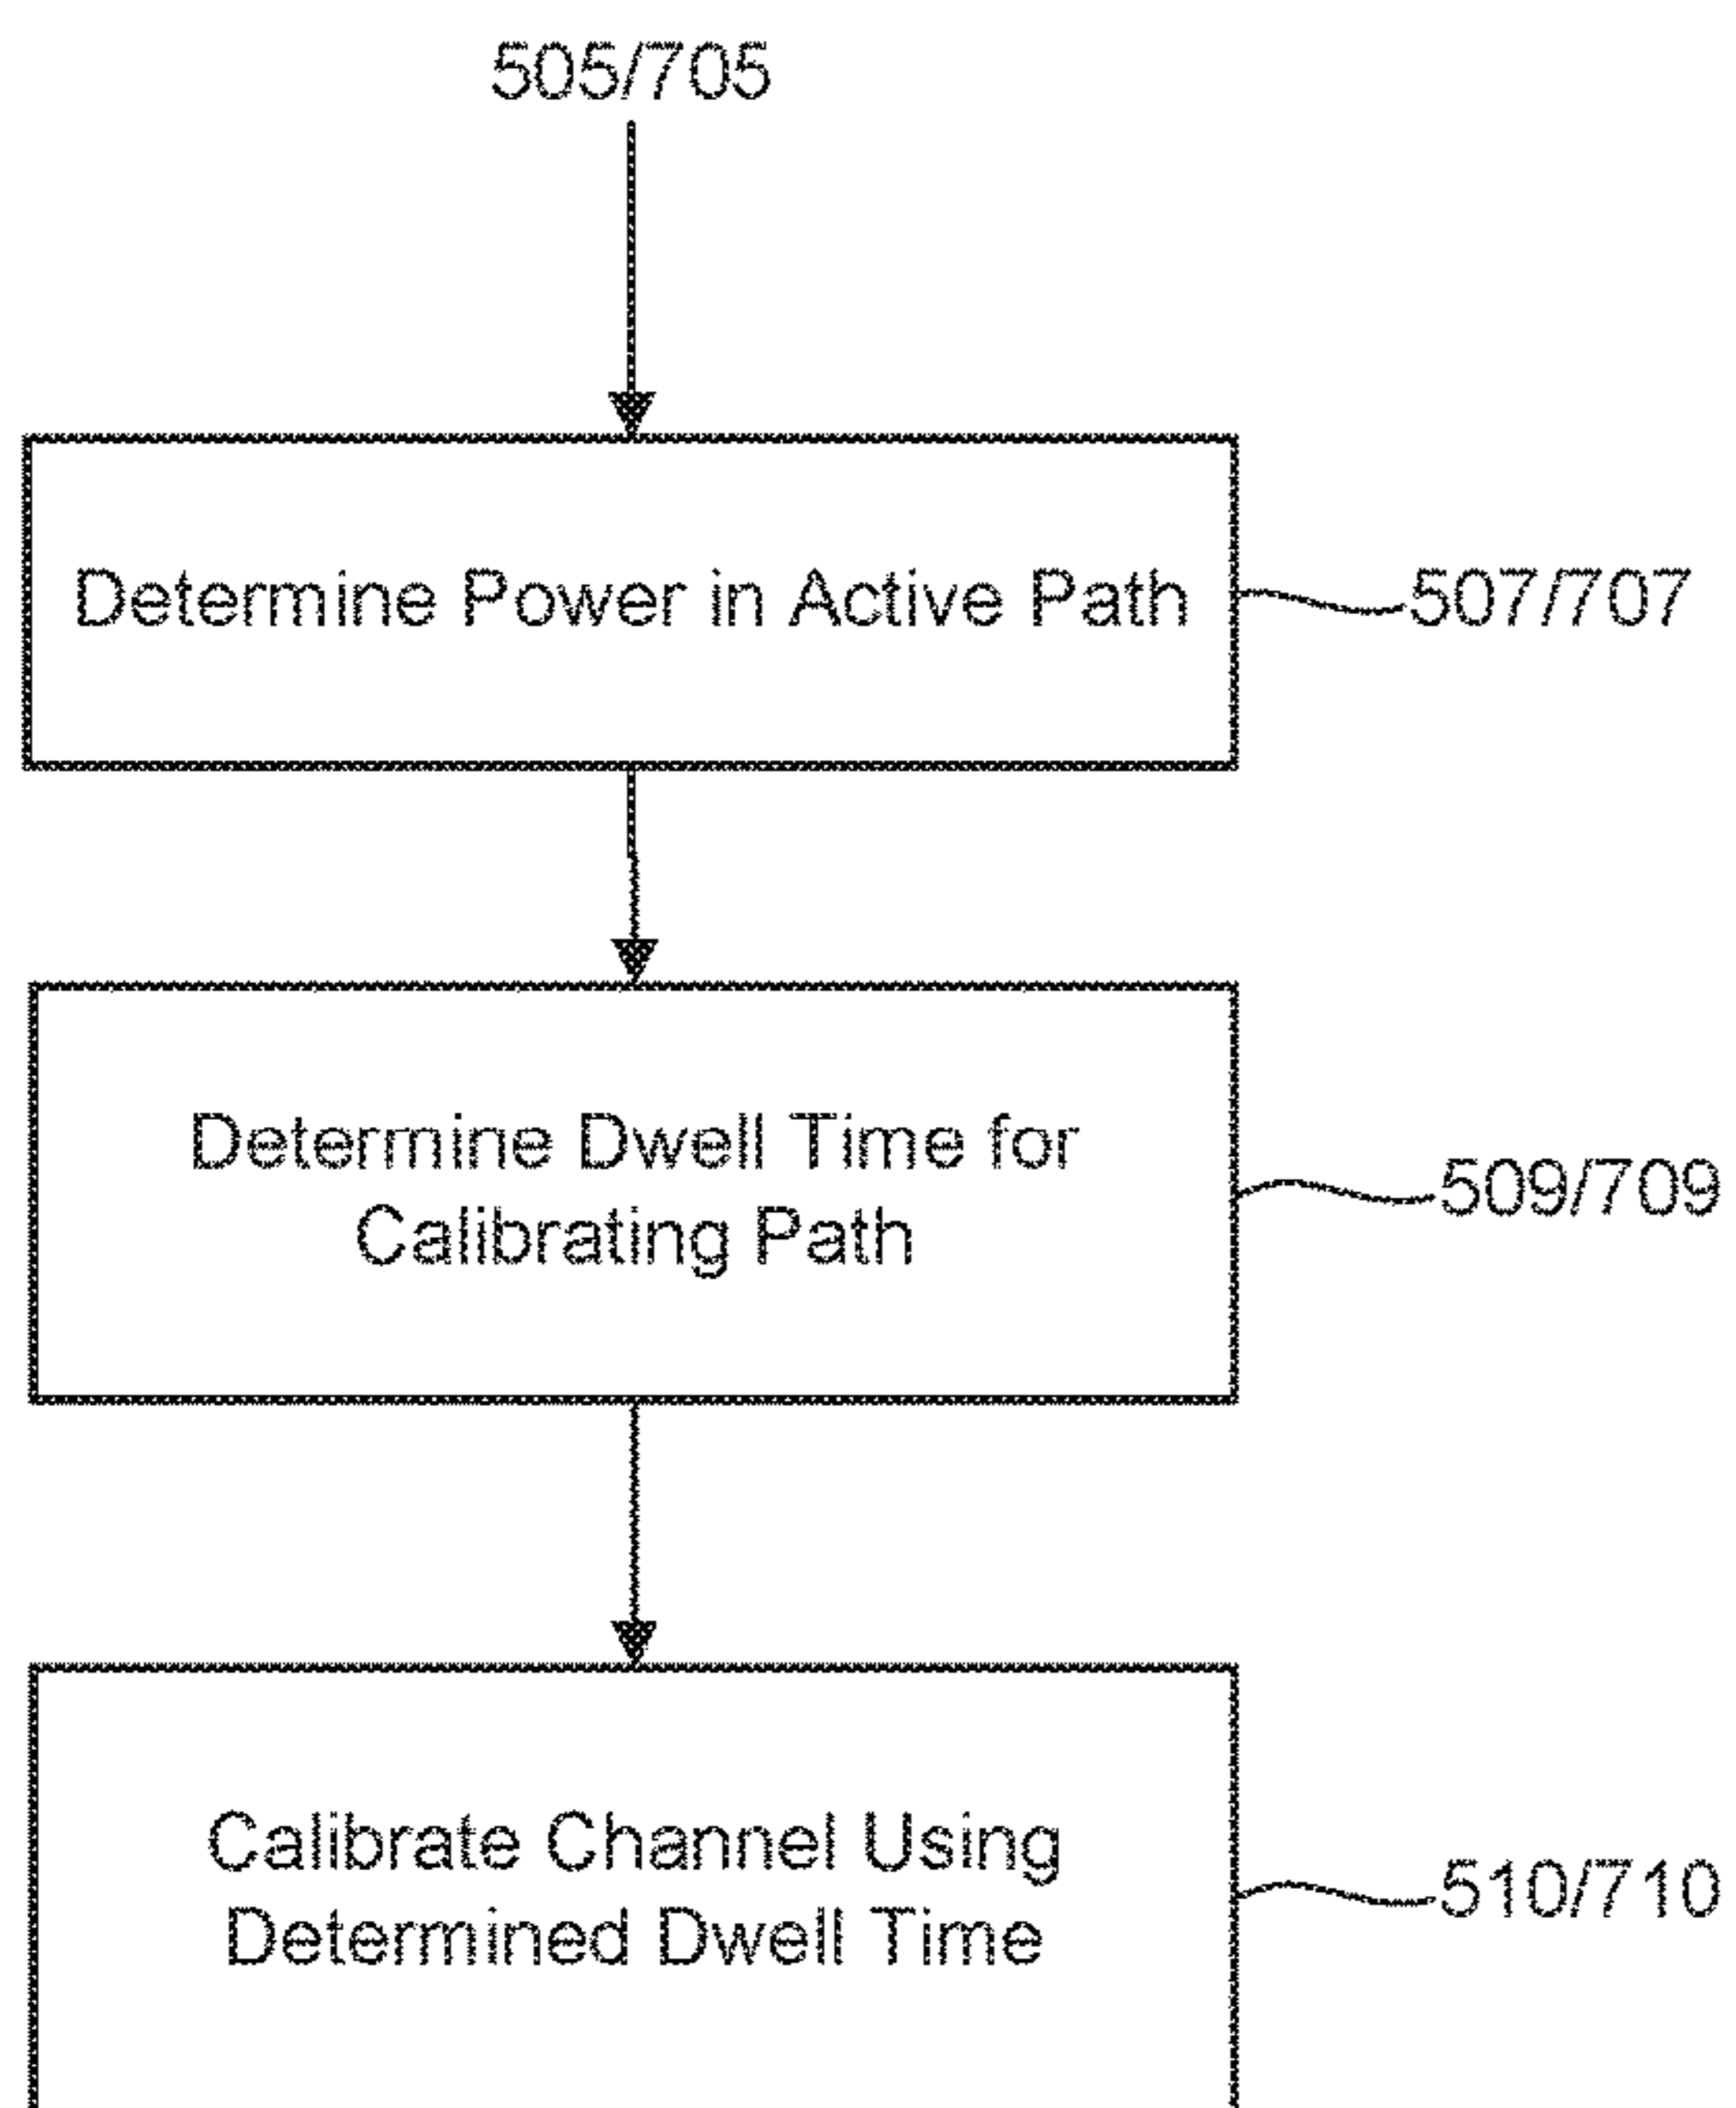 505/705
Determine Power in Active Path
507/707
Determine Dwell Time for
Calibrating Path
509/709
Calibrate Channel Using
Determined Dwell Time
510/710